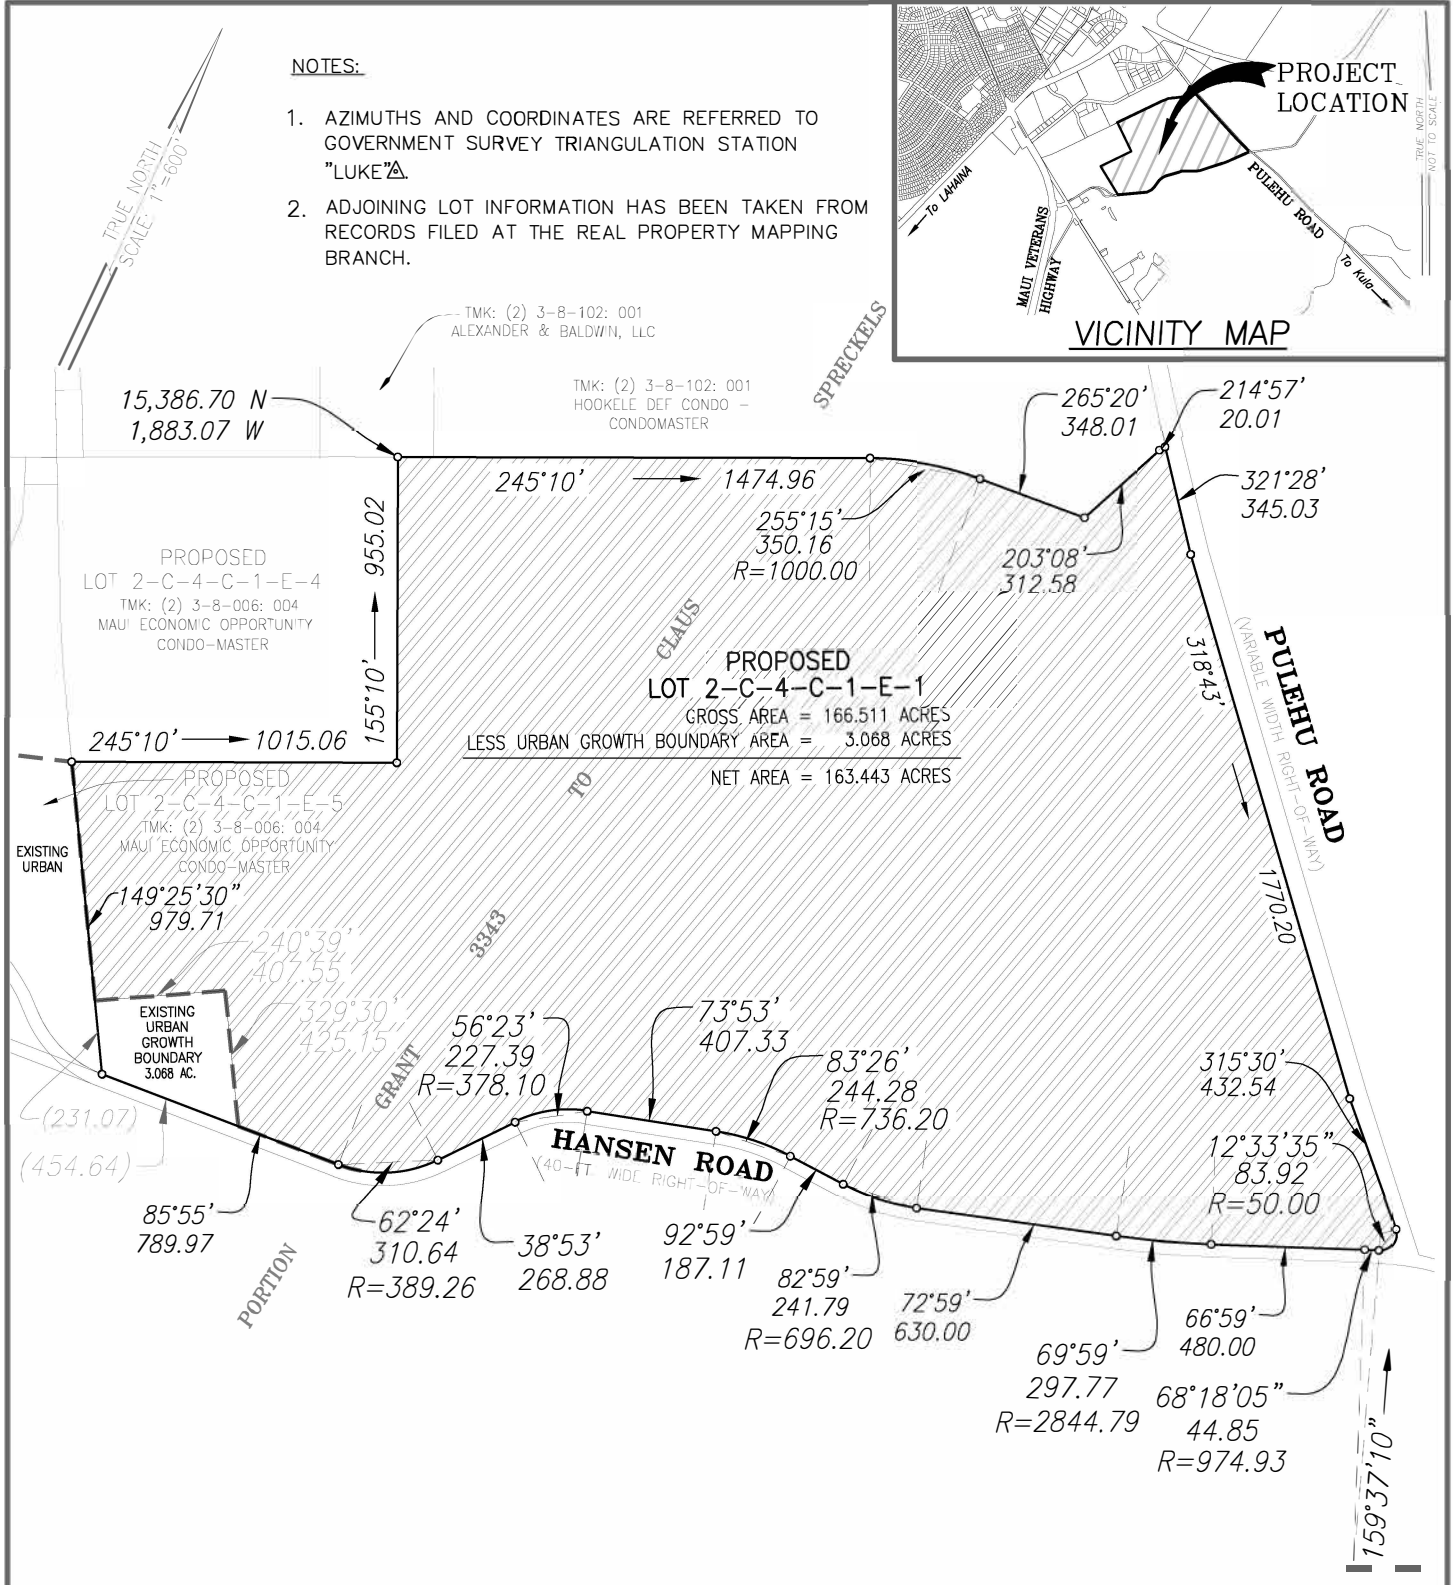 NOTES:
1. AZIMUTHS AND COORDINATES ARE REFERRED TO
GOVERNMENT SURVEY TRIANGULATION STATION
"LUKE".
2. ADJOINING LOT INFORMATION HAS BEEN TAKEN FROM
RECORDS FILED AT THE REAL PROPERTY MAPPING
BRANCH.
TRUE NORTH
SCALE: 1"=600'
PROJECT
LOCATION
TRUE NORTH
NOT TO SCALE
To LAHAINA
MAUI VETERANS
HIGHWAY
PULEHU ROAD
To Kula
VICINITY MAP
TMK: (2) 3-8-102: 001
ALEXANDER & BALDWIN, LLC
TMK: (2) 3-8-102: 001
HOOKELE DEF CONDO -
CONDOMASTER
SPRECKELS
15,386.70 N
1,883.07 W
265°20'
348.01
214°57'
20.01
245°10'
1474.96
255°15'
350.16
R=1000.00
203°08'
312.58
321°28'
345.03
155°10'
955.02
PROPOSED
LOT 2-C-4-C-1-E-4
TMK: (2) 3-8-006: 004
MAUI ECONOMIC OPPORTUNITY
CONDO-MASTER
CLAUS
PROPOSED
LOT 2-C-4-C-1-E-1
GROSS AREA = 166.511 ACRES
LESS URBAN GROWTH BOUNDARY AREA = 3.068 ACRES
NET AREA = 163.443 ACRES
318°43'
1770.20
PULEHU ROAD
(VARIABLE WIDTH RIGHT-OF-WAY)
245°10'
1015.06
TO
PROPOSED
LOT 2-C-4-C-1-E-5
TMK: (2) 3-8-006: 004
MAUI ECONOMIC OPPORTUNITY
CONDO-MASTER
EXISTING
URBAN
149°25'30"
979.71
3343
240°39'
407.55
329°30'
425.15
EXISTING
URBAN
GROWTH
BOUNDARY
3.068 AC.
GRANT
56°23'
227.39
R=378.10
73°53'
407.33
83°26'
244.28
R=736.20
315°30'
432.54
12°33'35"
83.92
R=50.00
(231.07)
(454.64)
HANSEN ROAD
(40-FT. WIDE RIGHT-OF-WAY)
85°55'
789.97
PORTION
62°24'
310.64
R=389.26
38°53'
268.88
92°59'
187.11
82°59'
241.79
R=696.20
72°59'
630.00
69°59'
297.77
R=2844.79
66°59'
480.00
68°18'05"
44.85
R=974.93
159°37'10"